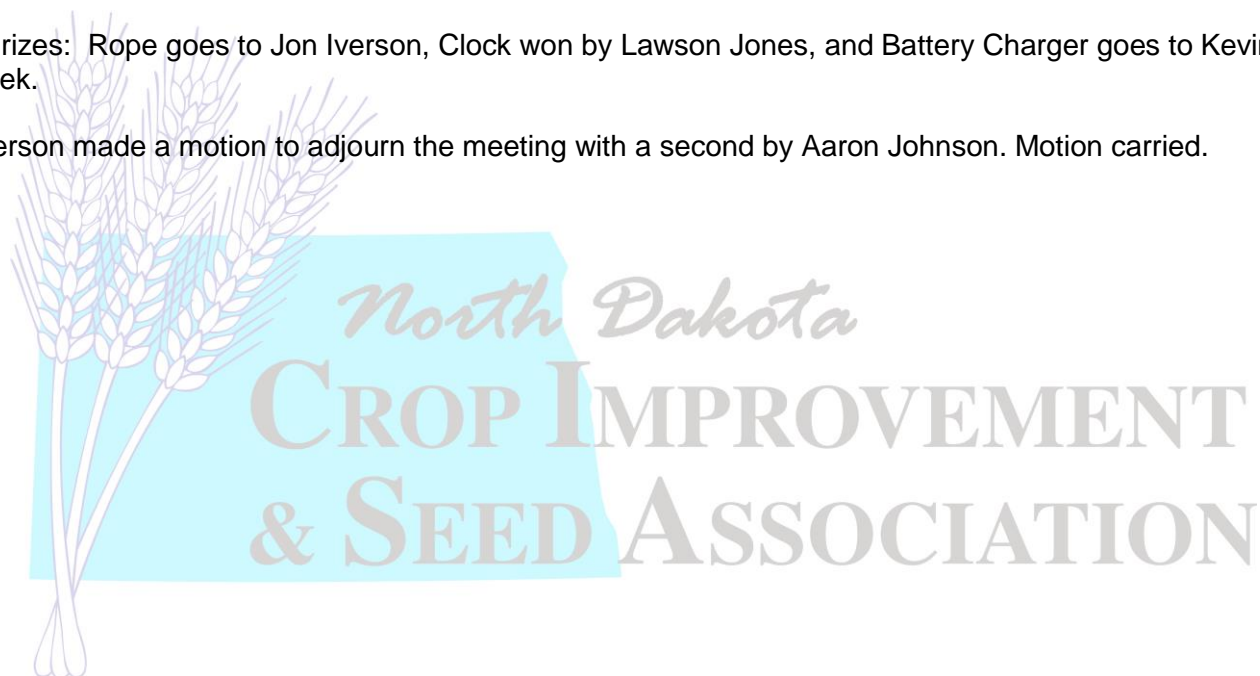 rizes: Rope goes to Jon Iverson, Clock won by Lawson Jones, and Battery Charger goes to Kevin
ek.
erson made a motion to adjourn the meeting with a second by Aaron Johnson. Motion carried.
North Dakota
CROP IMPROVEMENT
& SEED ASSOCIATION